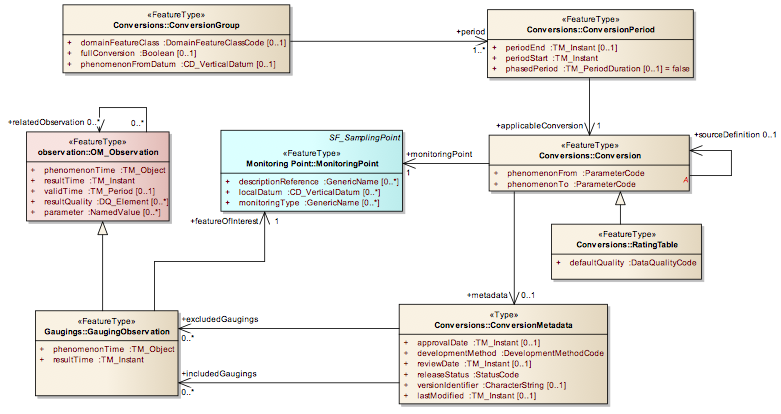 «FeatureType»
Conversions::ConversionGroup
+ domainFeatureClass :DomainFeatureClassCode [0..1]
+ fullConversion :Boolean [0..1]
+ phenomenonFromDatum :CD_VerticalDatum [0..1]
+period
1..*
«FeatureType»
Conversions::ConversionPeriod
+ periodEnd :TM_Instant [0..1]
+ periodStart :TM_Instant
+ phasedPeriod :TM_PeriodDuration [0..1] = false
+applicableConversion 1
+relatedObservation 0..*
0..*
«FeatureType»
observation::OM_Observation
+ phenomenonTime :TM_Object
+ resultTime :TM_Instant
+ validTime :TM_Period [0..1]
+ resultQuality :DQ_Element [0..*]
+ parameter :NamedValue [0..*]
SF_SamplingPoint
«FeatureType»
Monitoring Point::MonitoringPoint
+ descriptionReference :GenericName [0..*]
+ localDatum :CD_VerticalDatum [0..*]
+ monitoringType :GenericName [0..*]
+monitoringPoint
1
+sourceDefinition 0..1
«FeatureType»
Conversions::Conversion
+ phenomenonFrom :ParameterCode
+ phenomenonTo :ParameterCode
A
+featureOfInterest 1
«FeatureType»
Conversions::RatingTable
+ defaultQuality :DataQualityCode
+metadata 0..1
«FeatureType»
Gaugings::GaugingObservation
+ phenomenonTime :TM_Object
+ resultTime :TM_Instant
+excludedGaugings
0..*
+includedGaugings
0..*
«Type»
Conversions::ConversionMetadata
+ approvalDate :TM_Instant [0..1]
+ developmentMethod :DevelopmentMethodCode
+ reviewDate :TM_Instant [0..1]
+ releaseStatus :StatusCode
+ versionIdentifier :CharacterString [0..1]
+ lastModified :TM_Instant [0..1]